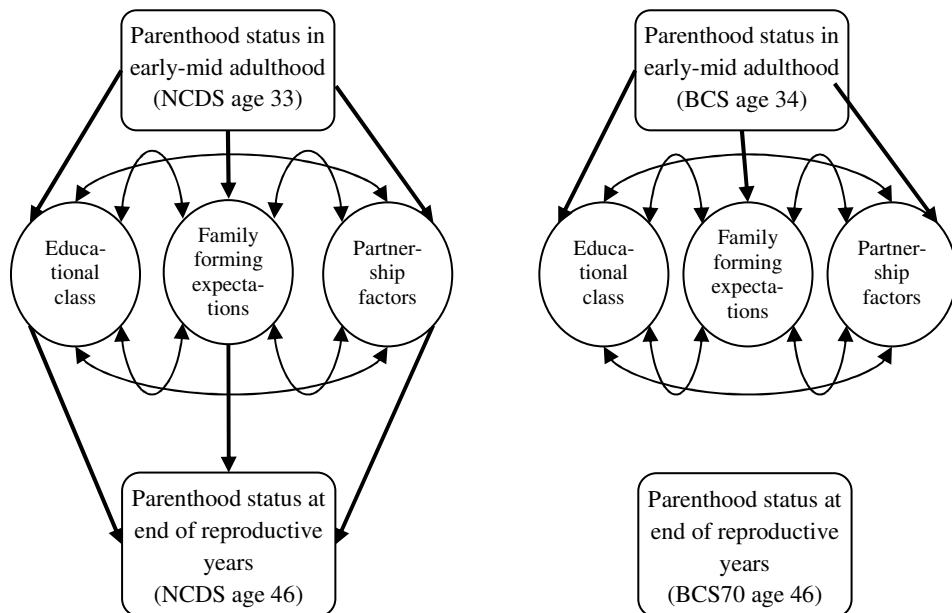 Parenthood status in
early-mid adulthood
(NCDS age 33)
Parenthood status in
early-mid adulthood
(BCS age 34)
Educa-
tional
class
Family
forming
expecta-
tions
Partner-
ship
factors
Educa-
tional
class
Family
forming
expecta-
tions
Partner-
ship
factors
Parenthood status at
end of reproductive
years
(NCDS age 46)
Parenthood status at
end of reproductive
years
(BCS70 age 46)